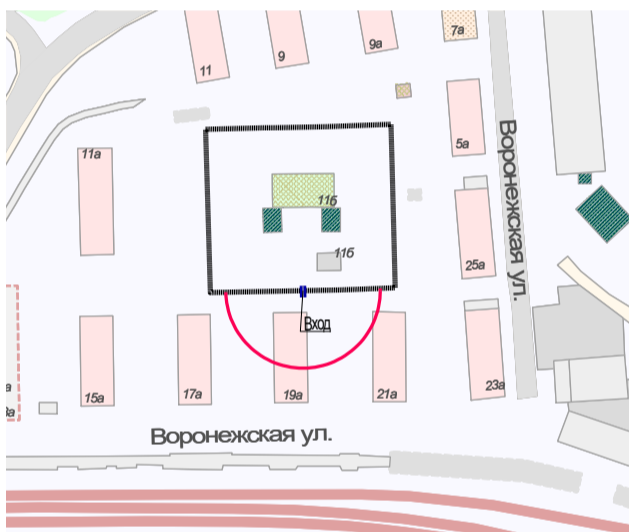 7а
11
9
9а
5а
11а
Воронежская ул.
11б
11б
25а
Вход
15а
17а
19а
21а
23а
Воронежская ул.